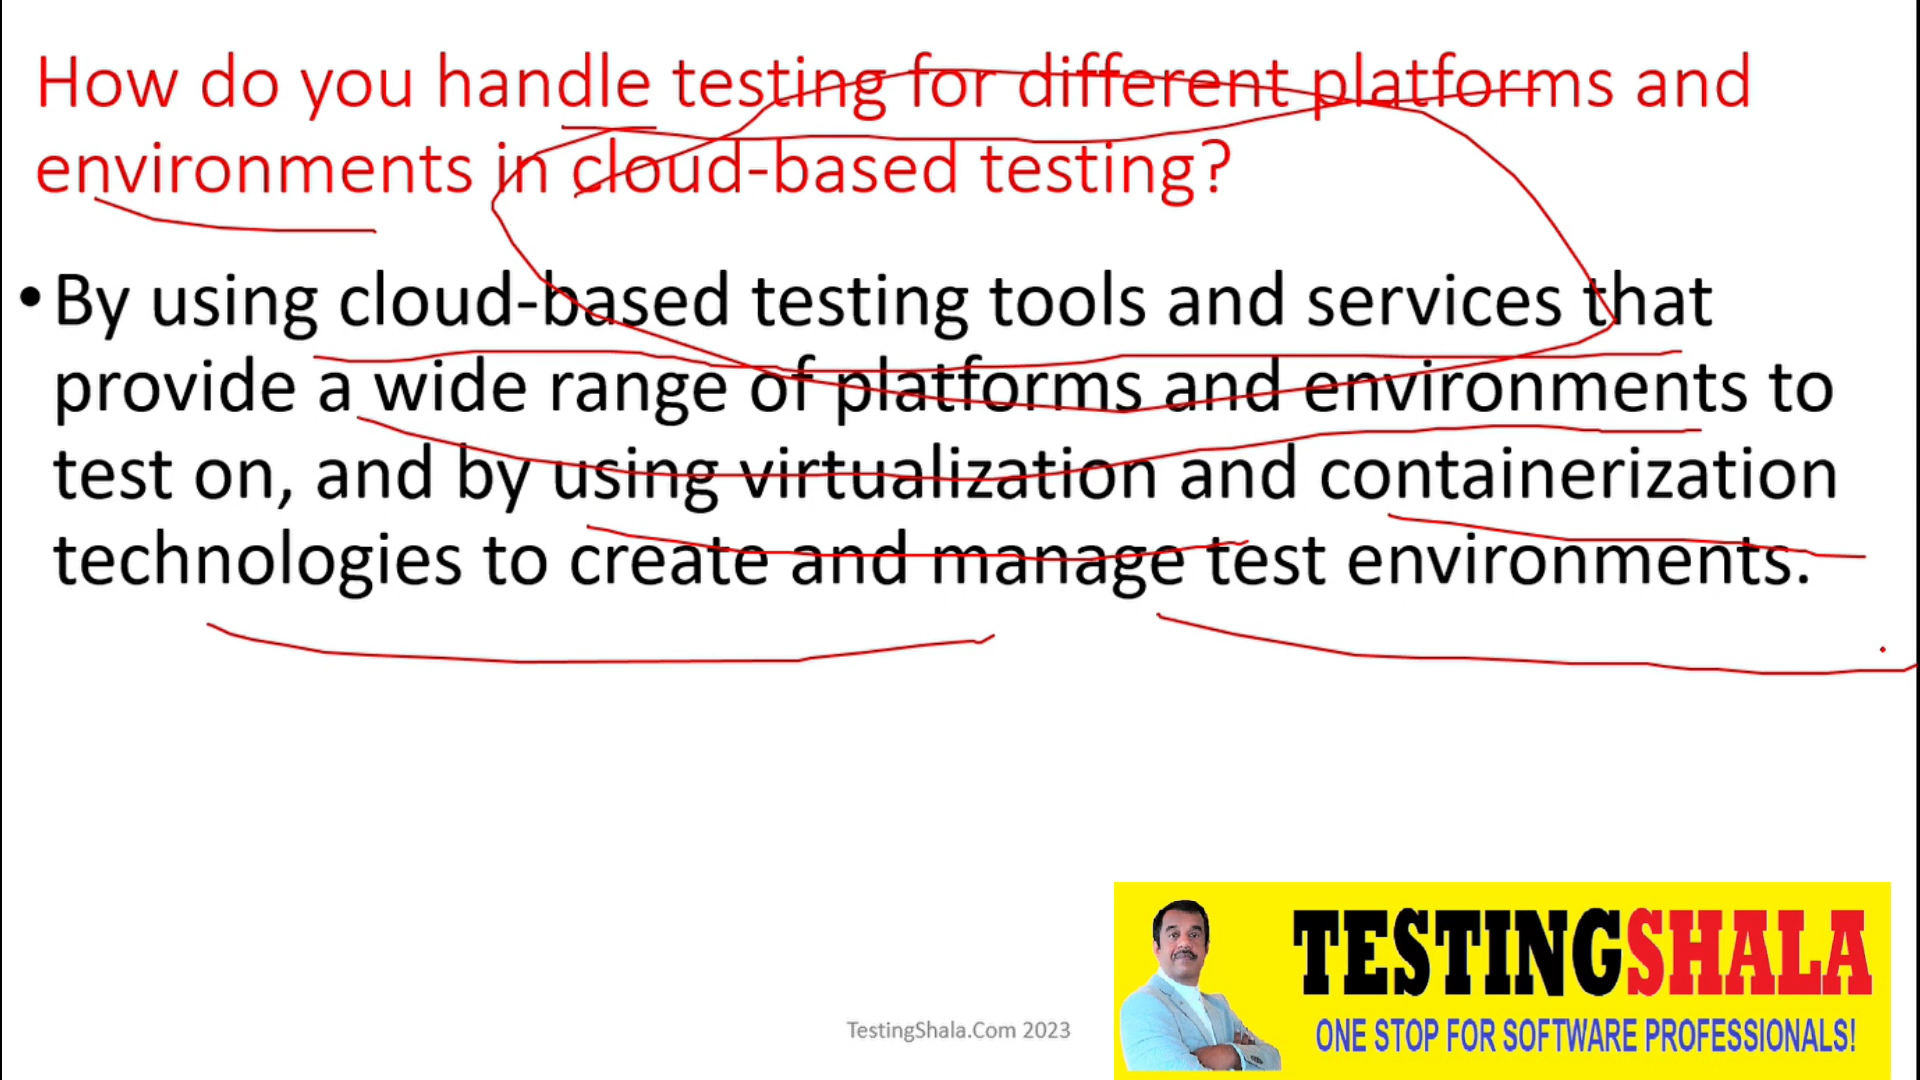 How do you handle testing for different platforms and
environments in cloud-based testing?
• By using cloud-based testing tools and services that
provide a wide range of platforms and environments to
test on, and by using virtualization and containerization
technologies to create and manage test environments.
TESTINGSHALA
ONE STOP FOR SOFTWARE PROFESSIONALS!
TestingShala.Com 2023